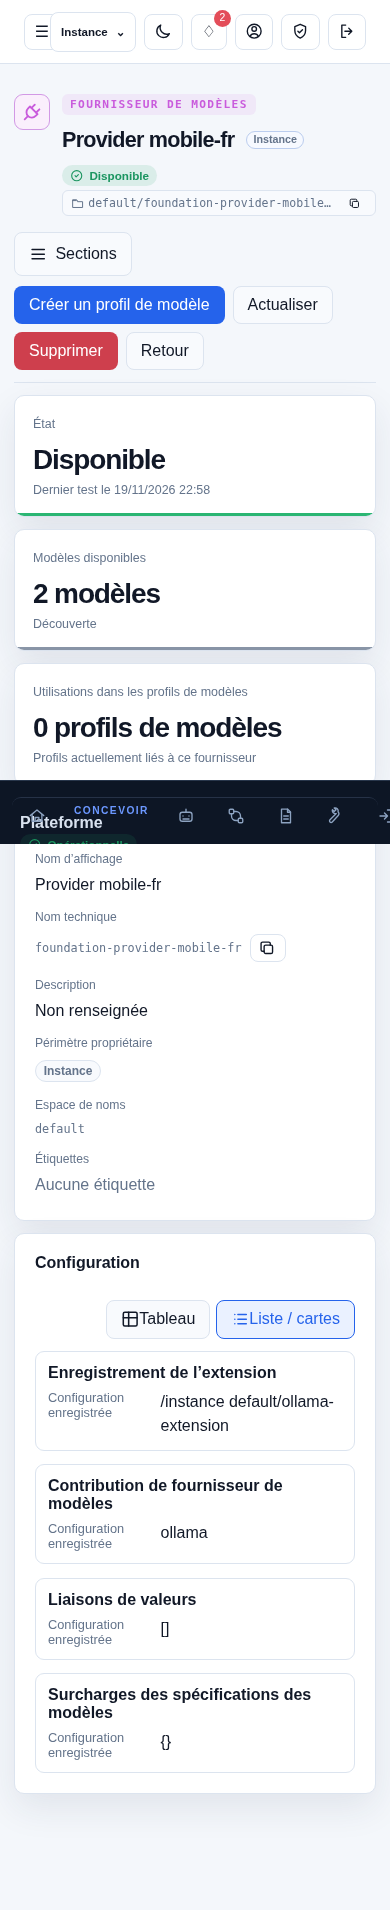 Instance
2
FOURNISSEUR DE MODÈLES
Provider mobile-fr
Instance
Disponible
default/foundation-provider-mobile…
Sections
Créer un profil de modèle
Actualiser
Supprimer
Retour
État
Disponible
Dernier test le 19/11/2026 22:58
Modèles disponibles
2 modèles
Découverte
Utilisations dans les profils de modèles
0 profils de modèles
Profils actuellement liés à ce fournisseur
CONCEVOIR
Plateforme
Opérationnelle
Nom d’affichage
Provider mobile-fr
Nom technique
foundation-provider-mobile-fr
Description
Non renseignée
Périmètre propriétaire
Instance
Espace de noms
default
Étiquettes
Aucune étiquette
Configuration
Tableau
Liste / cartes
Enregistrement de l’extension
Configuration
enregistrée
/instance default/ollama-
extension
Contribution de fournisseur de
modèles
Configuration
enregistrée
ollama
Liaisons de valeurs
Configuration
enregistrée
[]
Surcharges des spécifications des
modèles
Configuration
enregistrée
{}